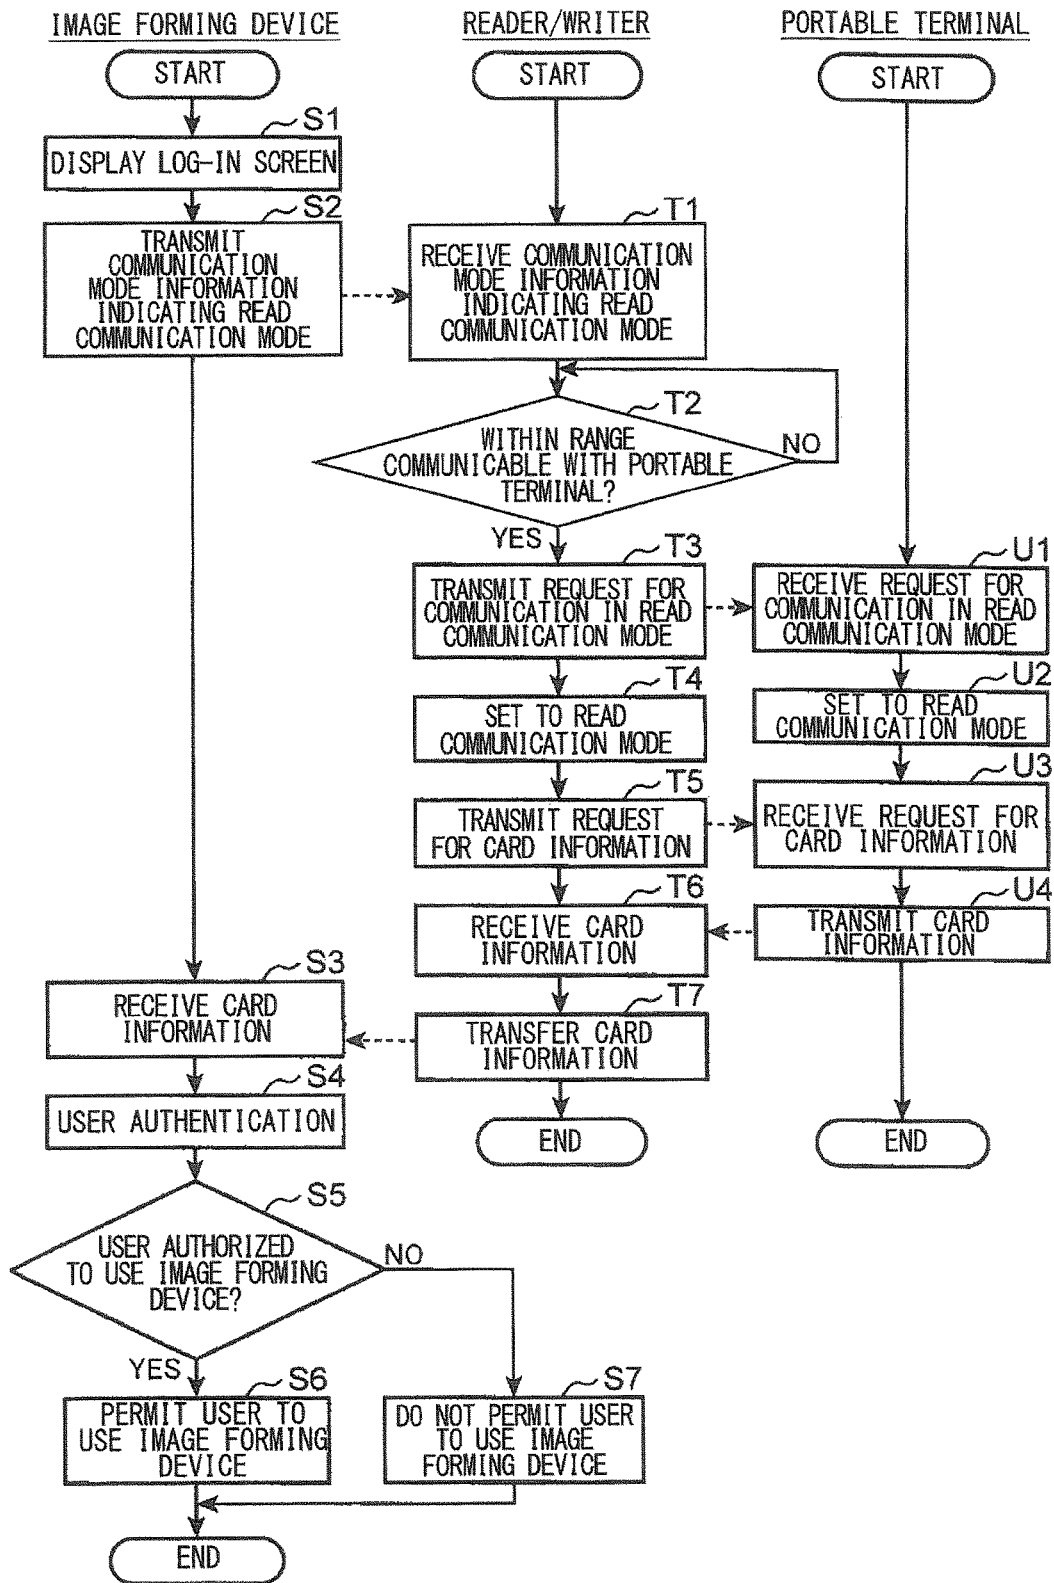 IMAGE FORMING DEVICE
START
S1
DISPLAY LOG-IN SCREEN
S2
TRANSMIT
COMMUNICATION
MODE INFORMATION
INDICATING READ
COMMUNICATION MODE
S3
RECEIVE CARD
INFORMATION
S4
USER AUTHENTICATION
S5
USER AUTHORIZED
TO USE IMAGE FORMING
DEVICE?
NO
YES
S6
PERMIT USER TO
USE IMAGE FORMING
DEVICE
S7
DO NOT PERMIT USER
TO USE IMAGE
FORMING DEVICE
END
READER/WRITER
START
T1
RECEIVE COMMUNICATION
MODE INFORMATION
INDICATING READ
COMMUNICATION MODE
T2
WITHIN RANGE
COMMUNICABLE WITH PORTABLE
TERMINAL?
NO
YES
T3
TRANSMIT REQUEST FOR
COMMUNICATION IN READ
COMMUNICATION MODE
T4
SET TO READ
COMMUNICATION MODE
T5
TRANSMIT REQUEST
FOR CARD INFORMATION
T6
RECEIVE CARD
INFORMATION
T7
TRANSFER CARD
INFORMATION
END
PORTABLE TERMINAL
START
U1
RECEIVE REQUEST FOR
COMMUNICATION IN READ
COMMUNICATION MODE
U2
SET TO READ
COMMUNICATION MODE
U3
RECEIVE REQUEST FOR
CARD INFORMATION
U4
TRANSMIT CARD
INFORMATION
END